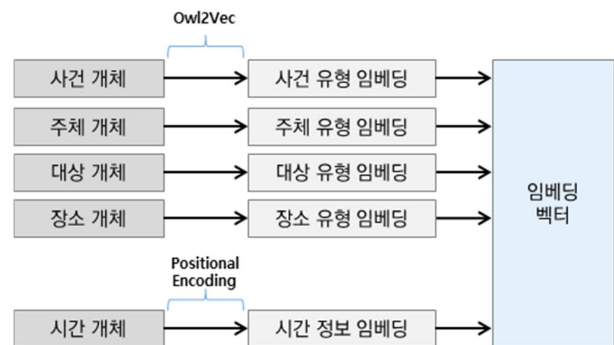 Owl2Vec
사건 개체
사건 유형 임베딩
주체 개체
주체 유형 임베딩
대상 개체
대상 유형 임베딩
장소 개체
장소 유형 임베딩
임베딩
벡터
Positional
Encoding
시간 개체
시간 정보 임베딩